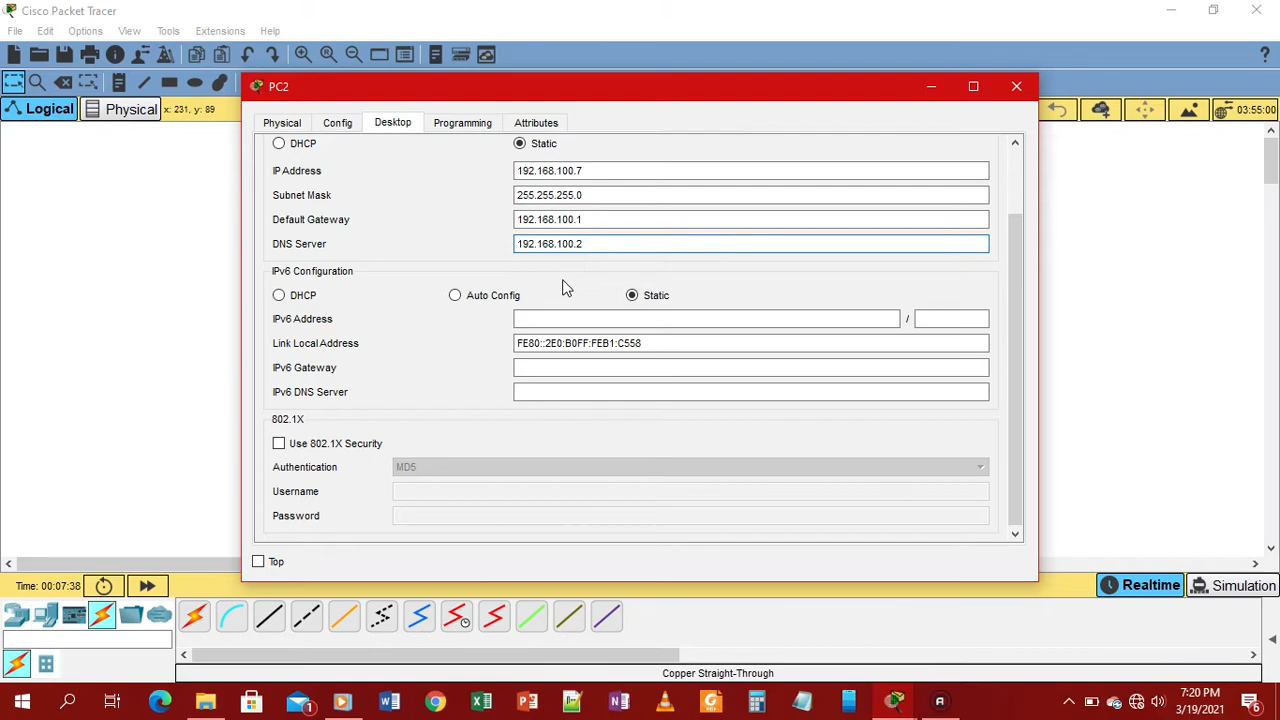 Cisco Packet Tracer
File Edit Options View Tools Extensions Help
Logical Physical x: 231, y: 89 03:55:00
PC2
Physical Config Desktop Programming Attributes
DHCP Static
IP Address 192.168.100.7
Subnet Mask 255.255.255.0
Default Gateway 192.168.100.1
DNS Server 192.168.100.2
IPv6 Configuration
DHCP Auto Config Static
IPv6 Address /
Link Local Address FE80::2E0:B0FF:FEB1:C558
IPv6 Gateway
IPv6 DNS Server
802.1X
Use 802.1X Security
Authentication MD5
Username
Password
Top
Time: 00:07:38 Realtime Simulation
Copper Straight-Through
7:20 PM
3/19/2021
1
6